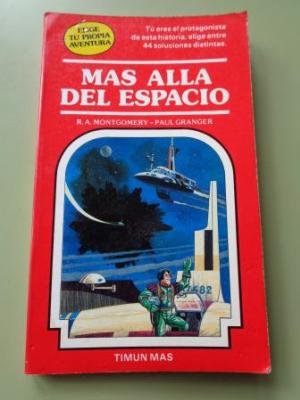 ELIGE
TU PROPIA
AVENTURA
Tú eres el protagonista
de esta historia, elige entre
44 soluciones distintas.
MAS ALLA
DEL ESPACIO
R. A. MONTGOMERY - PAUL GRANGER
582
TIMUN MAS